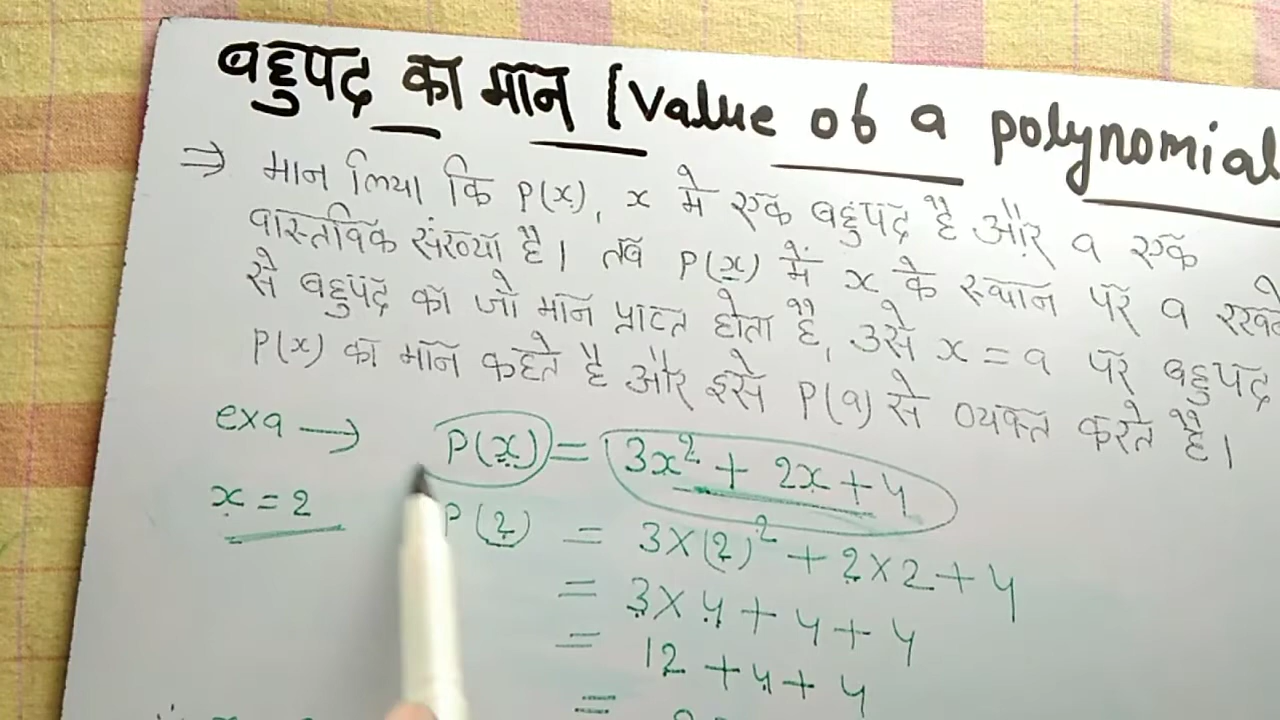 बहुपद का मान [Value of a polynomial
⇒ मान लिया कि P(x), x मे एक बहुपद है और a एक
वास्तविक संख्या है। तब P(x) में x के स्थान पर a रखने
से बहुपद का जो मान प्राप्त होता है, उसे x = a पर बहुपद
P(x) का मान कहते है और इसे P(a) से व्यक्त करते है।
exa → P(x) = 3x² + 2x + 4
x = 2 P(2) = 3×(2)² + 2×2 + 4
= 3×4 + 4 + 4
= 12 + 4 + 4
=